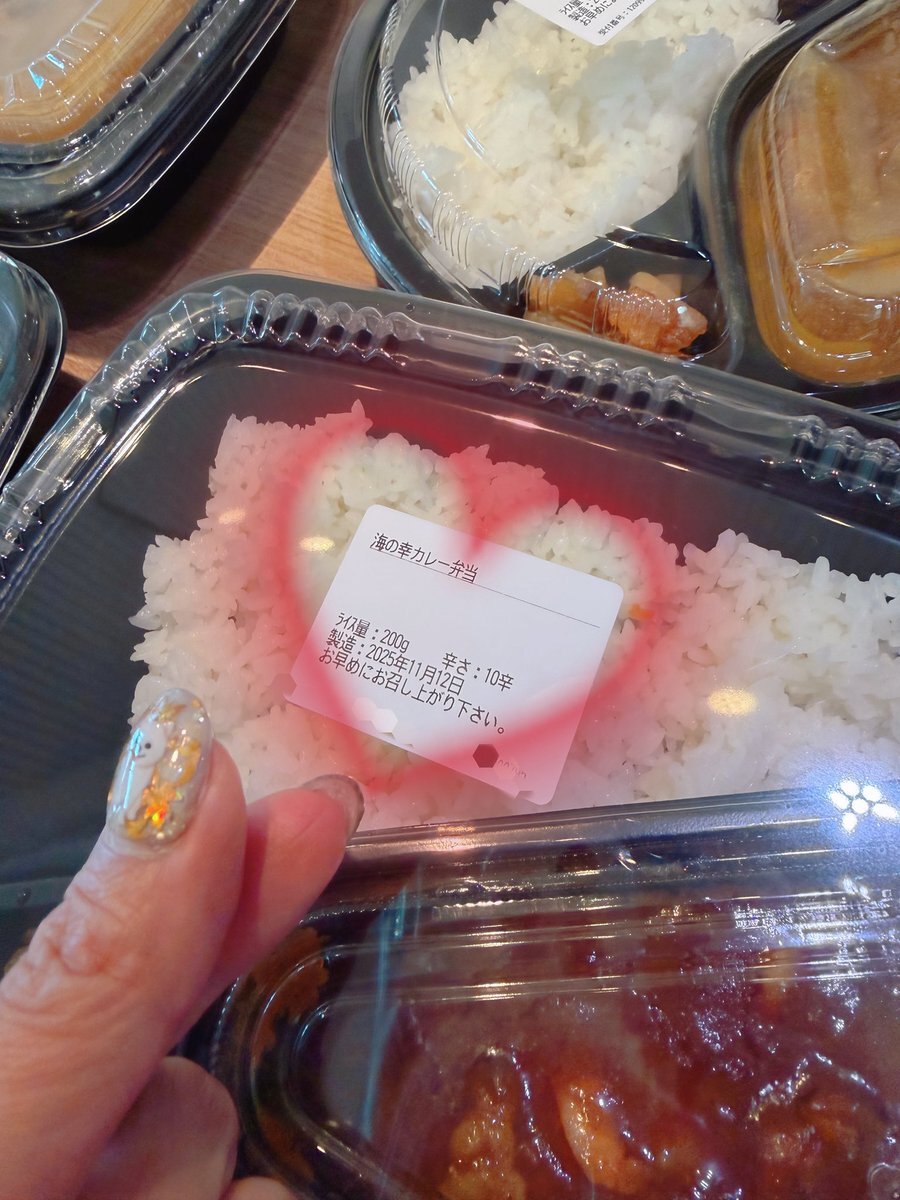 海の幸カレー弁当
ﾗｲｽ量：200g 辛さ：10辛
製造：2025年11月12日
お早めにお召し上がり下さい。